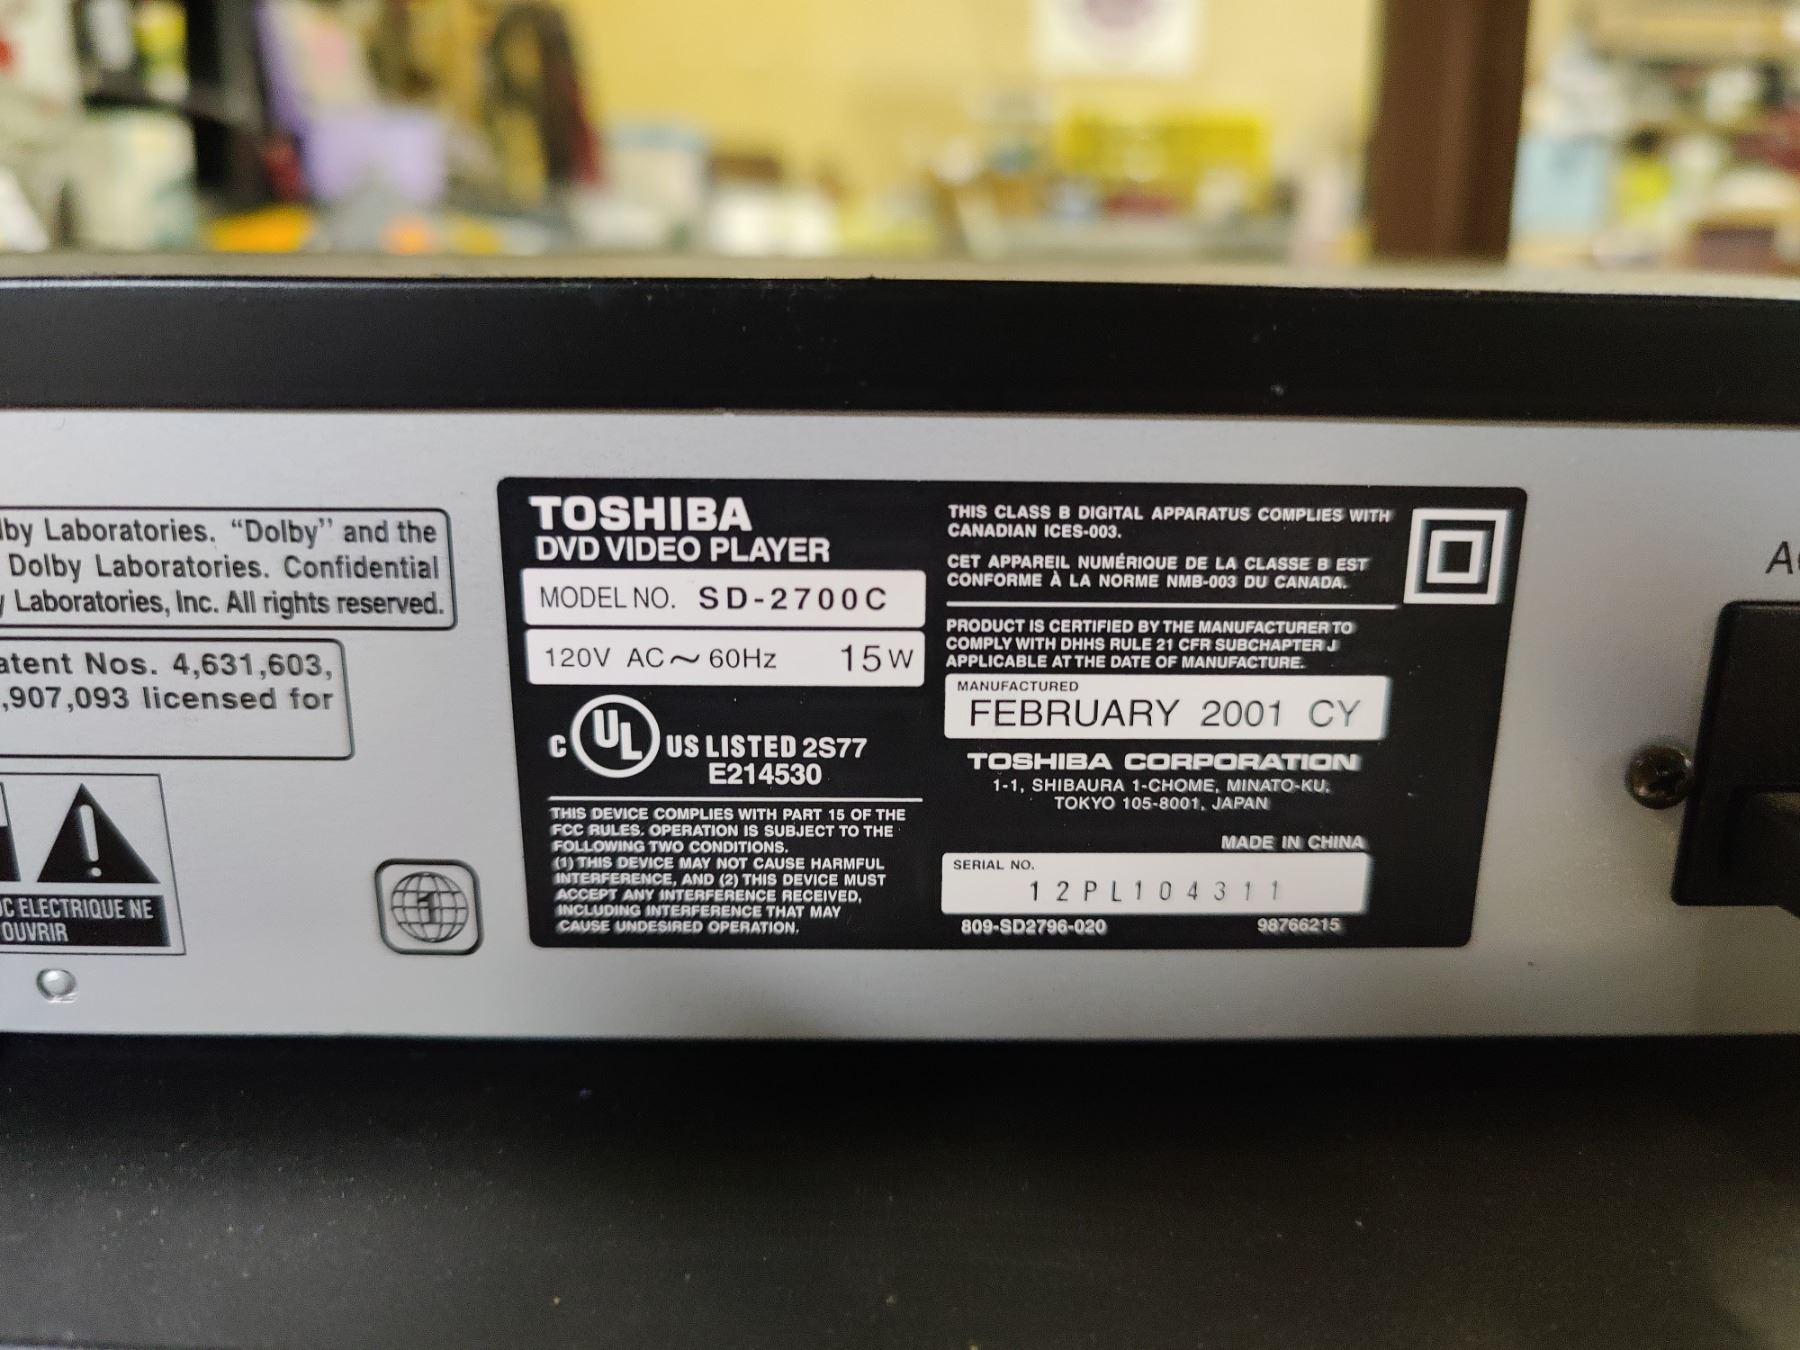 lby Laboratories. “Dolby” and the
Dolby Laboratories. Confidential
y Laboratories, Inc. All rights reserved.
atent Nos. 4,631,603,
,907,093 licensed for
C ELECTRIQUE NE
OUVRIR
1
TOSHIBA
DVD VIDEO PLAYER
MODEL NO. SD-2700C
120V AC～60Hz 15W
C UL US LISTED 2S77
E214530
THIS DEVICE COMPLIES WITH PART 15 OF THE
FCC RULES. OPERATION IS SUBJECT TO THE
FOLLOWING TWO CONDITIONS.
(1) THIS DEVICE MAY NOT CAUSE HARMFUL
INTERFERENCE, AND (2) THIS DEVICE MUST
ACCEPT ANY INTERFERENCE RECEIVED,
INCLUDING INTERFERENCE THAT MAY
CAUSE UNDESIRED OPERATION.
THIS CLASS B DIGITAL APPARATUS COMPLIES WITH
CANADIAN ICES-003.
CET APPAREIL NUMÉRIQUE DE LA CLASSE B EST
CONFORME À LA NORME NMB-003 DU CANADA.
PRODUCT IS CERTIFIED BY THE MANUFACTURER TO
COMPLY WITH DHHS RULE 21 CFR SUBCHAPTER J
APPLICABLE AT THE DATE OF MANUFACTURE.
MANUFACTURED
FEBRUARY 2001 CY
TOSHIBA CORPORATION
1-1, SHIBAURA 1-CHOME, MINATO-KU,
TOKYO 105-8001, JAPAN
MADE IN CHINA
SERIAL NO.
12PL104311
809-SD2796-020 98766215